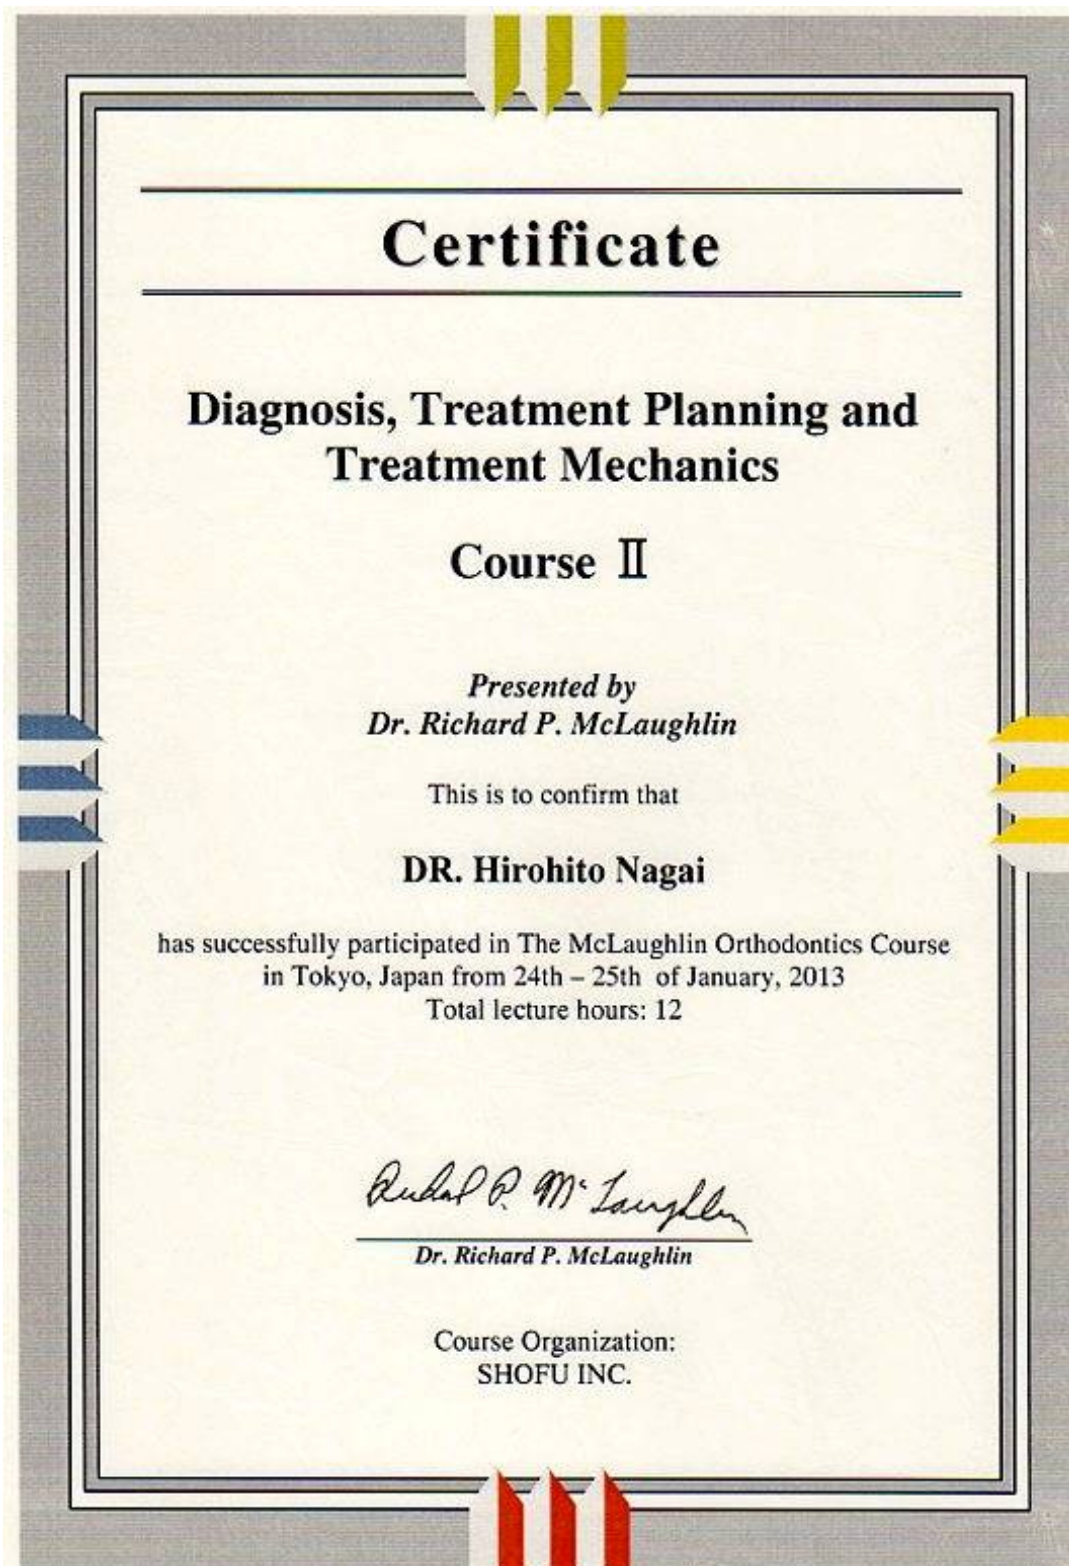 Certificate
Diagnosis, Treatment Planning and
Treatment Mechanics
Course Ⅱ
Presented by
Dr. Richard P. McLaughlin
This is to confirm that
DR. Hirohito Nagai
has successfully participated in The McLaughlin Orthodontics Course
in Tokyo, Japan from 24th – 25th of January, 2013
Total lecture hours: 12
Richard P. McLaughlin
Dr. Richard P. McLaughlin
Course Organization:
SHOFU INC.